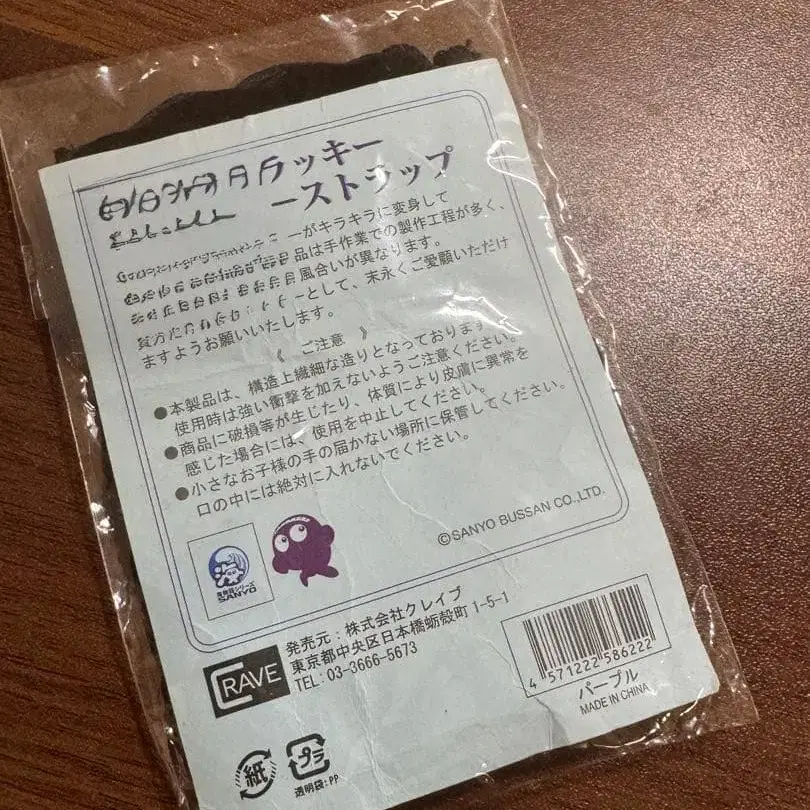 ラッキー
ーストラップ
ーがキラキラに変身して
品は手作業での製作工程が多く、
風合いが異なります。
ーとして、末永くご愛顧いただけ
ますようお願いいたします。
《 ご注意 》
●本製品は、構造上繊細な造りとなっております
使用時は強い衝撃を加えないようご注意ください。
●商品に破損等が生じたり、体質により皮膚に異常を
感じた場合には、使用を中止してください。
●小さなお子様の手の届かない場所に保管してください。
口の中には絶対に入れないでください。
©SANYO BUSSAN CO.,LTD.
海
SANYO
CRAVE
発売元：株式会社クレイブ
東京都中央区日本橋蛎殻町 1-5-1
TEL: 03-3666-5673
4 571222 586222
パープル
MADE IN CHINA
紙
プラ
透明袋: PP